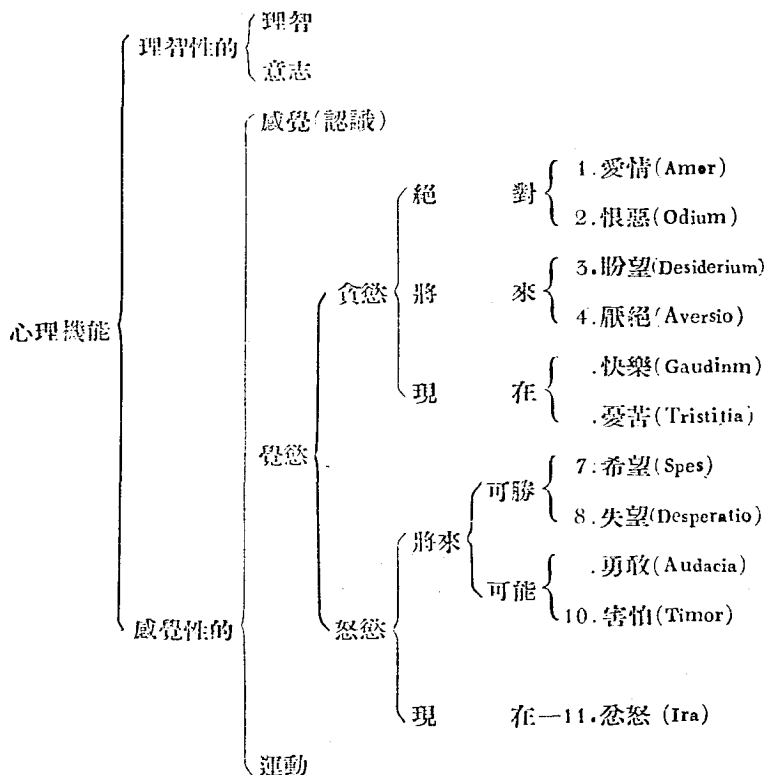 理智
理智性的
意志
感覺(認識)
1.愛情(Amor)
絕對
2.恨惡(Odium)
3.盼望(Desiderium)
貪慾 將來
4.厭絕(Aversio)
心理機能
.快樂(Gaudinm)
現在
.憂苦(Tristitia)
覺慾
7.希望(Spes)
可勝
8.失望(Desperatio)
將來
.勇敢(Audacia)
可能
10.害怕(Timor)
感覺性的 怒慾
現在—11.忿怒 (Ira)
運動